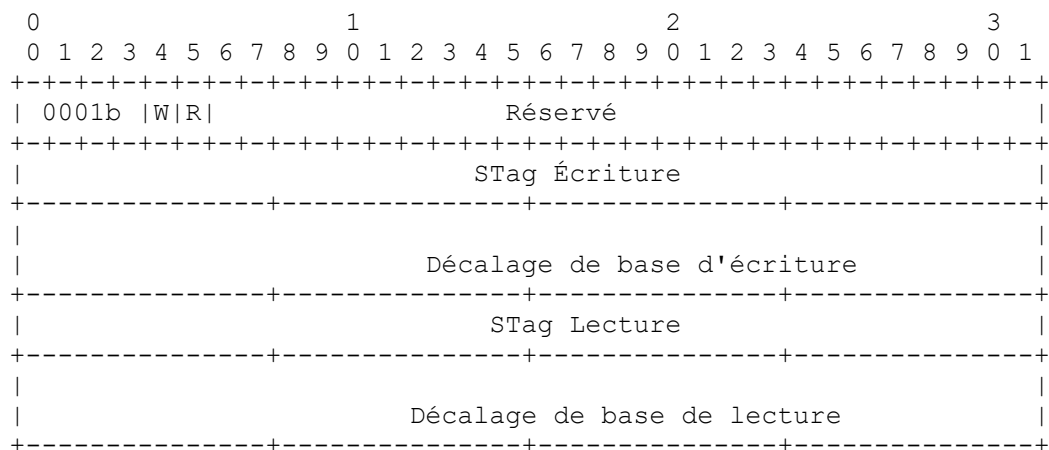 0                   1                   2                   3
 0 1 2 3 4 5 6 7 8 9 0 1 2 3 4 5 6 7 8 9 0 1 2 3 4 5 6 7 8 9 0 1
+-+-+-+-+-+-+-+-+-+-+-+-+-+-+-+-+-+-+-+-+-+-+-+-+-+-+-+-+-+-+-+-+
| 0001b |W|R|                  Réservé                          |
+-+-+-+-+-+-+-+-+-+-+-+-+-+-+-+-+-+-+-+-+-+-+-+-+-+-+-+-+-+-+-+-+
|                            STag Écriture                      |
+---------------+---------------+---------------+---------------+
|                                                               |
|                         Décalage de base d'écriture           |
+---------------+---------------+---------------+---------------+
|                             STag Lecture                      |
+---------------+---------------+---------------+---------------+
|                                                               |
|                        Décalage de base de lecture            |
+---------------+---------------+---------------+---------------+